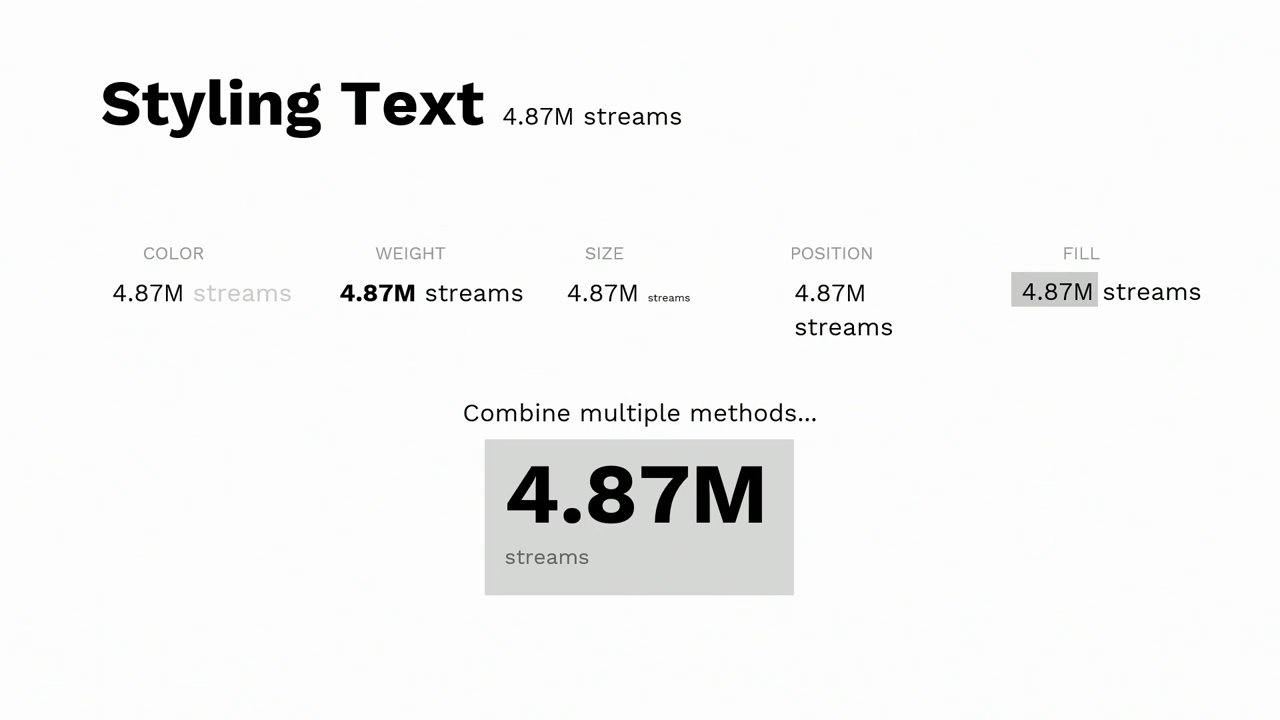 Styling Text 4.87M streams
COLOR WEIGHT SIZE POSITION FILL
4.87M streams 4.87M streams 4.87M streams 4.87M 4.87M streams
streams
Combine multiple methods...
4.87M
streams